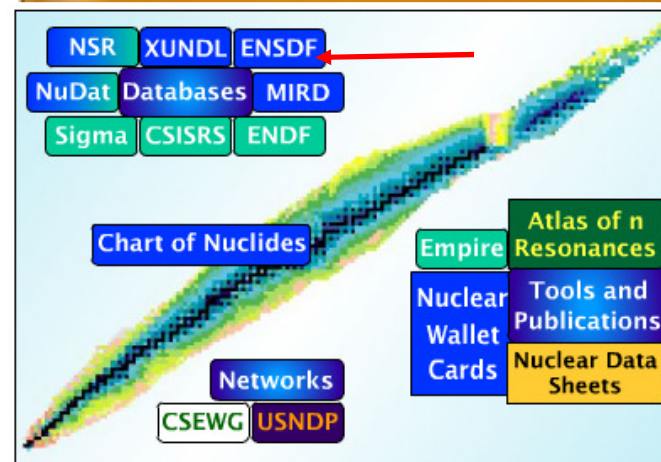 NSR XUNDL ENSDF
NuDat Databases MIRD
Sigma CSISRS ENDF
Chart of Nuclides
Empire
Atlas of n
Resonances
Nuclear
Wallet
Cards
Tools and
Publications
Nuclear Data
Sheets
Networks
CSEWG USNDP